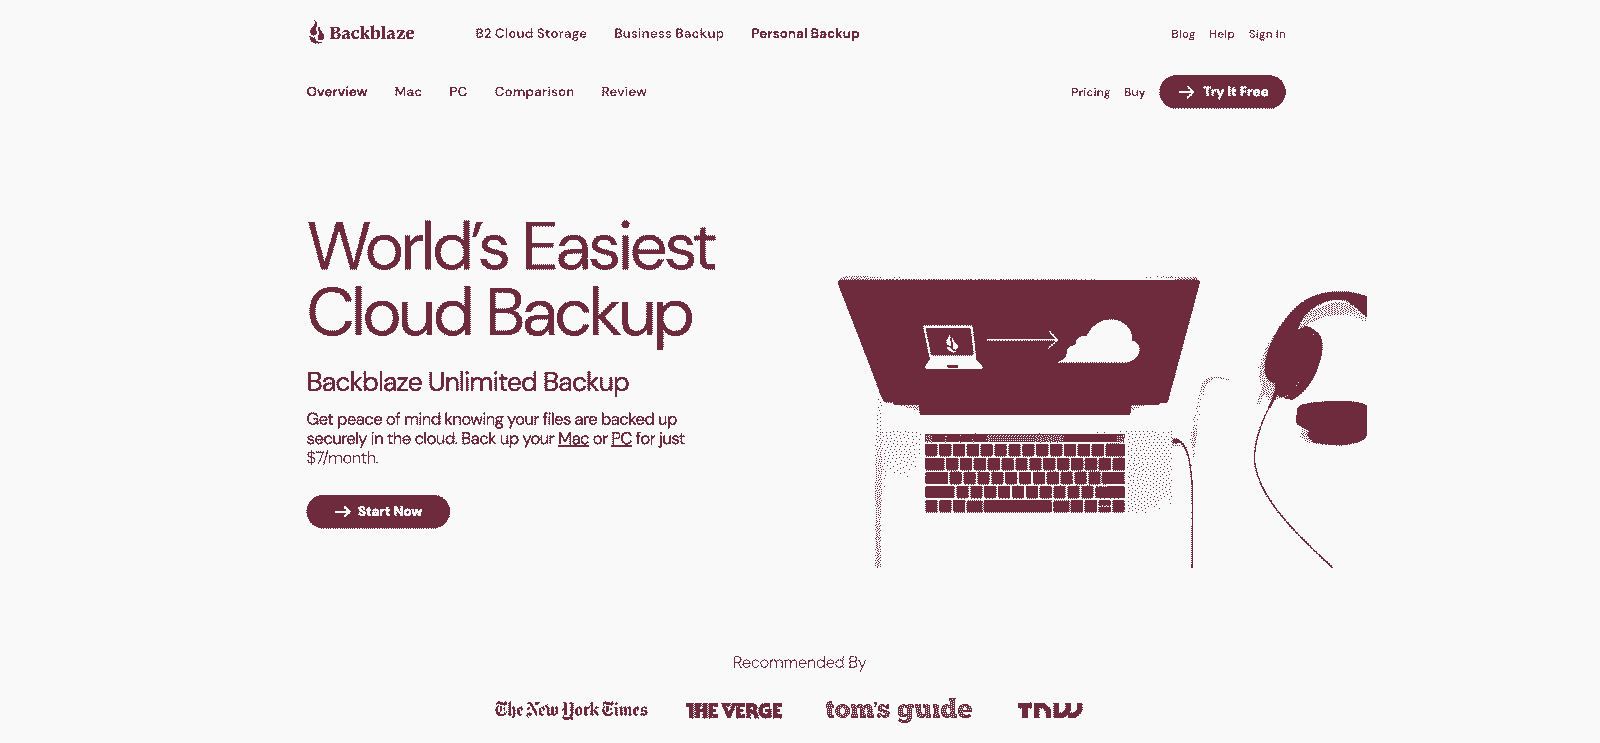 Backblaze
B2 Cloud Storage
Business Backup
Personal Backup
Blog
Help
Sign In
Overview
Mac
PC
Comparison
Review
Pricing
Buy
Try It Free
World's Easiest
Cloud Backup
Backblaze Unlimited Backup
Get peace of mind knowing your files are backed up
securely in the cloud. Back up your Mac or PC for just
$7/month.
Start Now
Recommended By
The New York Times
THE VERGE
tom's guide
TNW